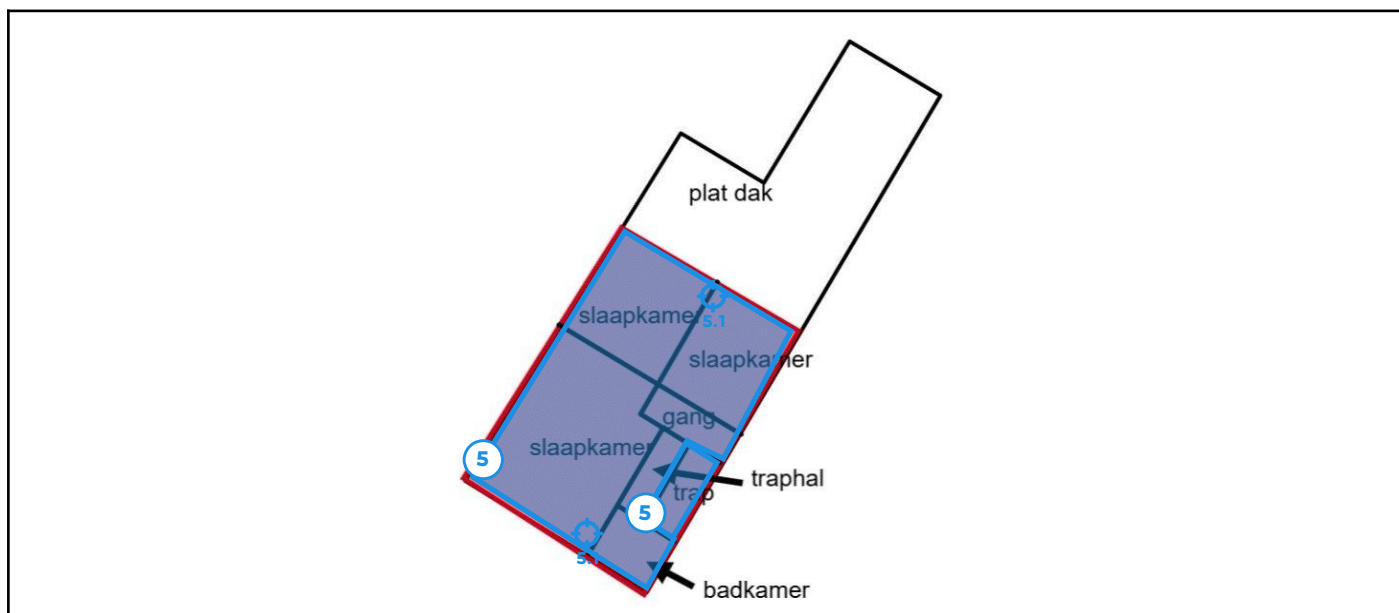 plat dak
slaapkamer
5.1
slaapkamer
gang
slaapkamer
5
traphal
trap
5
5.1
badkamer